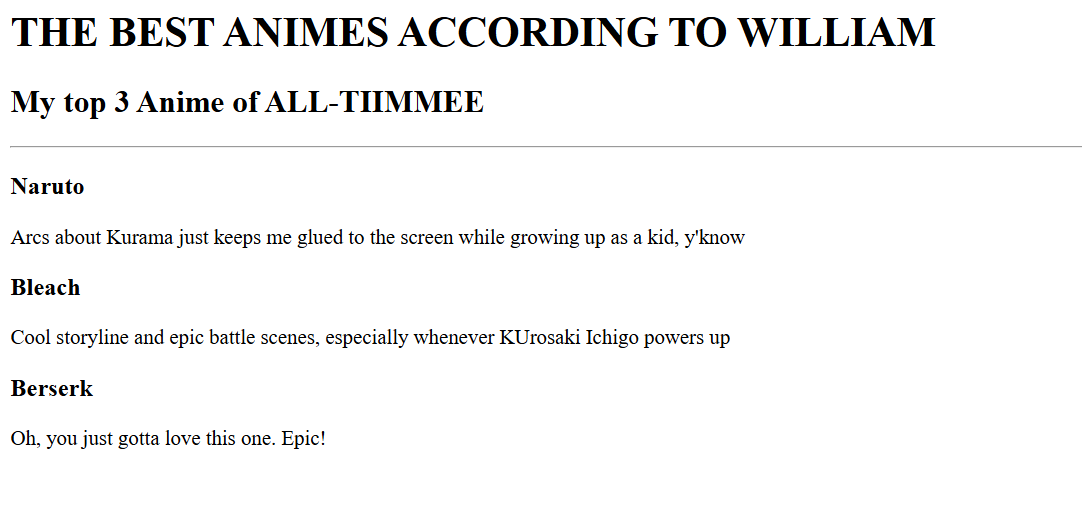 THE BEST ANIMES ACCORDING TO WILLIAM
My top 3 Anime of ALL-TIIMMEE
Naruto
Arcs about Kurama just keeps me glued to the screen while growing up as a kid, y'know
Bleach
Cool storyline and epic battle scenes, especially whenever KUrosaki Ichigo powers up
Berserk
Oh, you just gotta love this one. Epic!